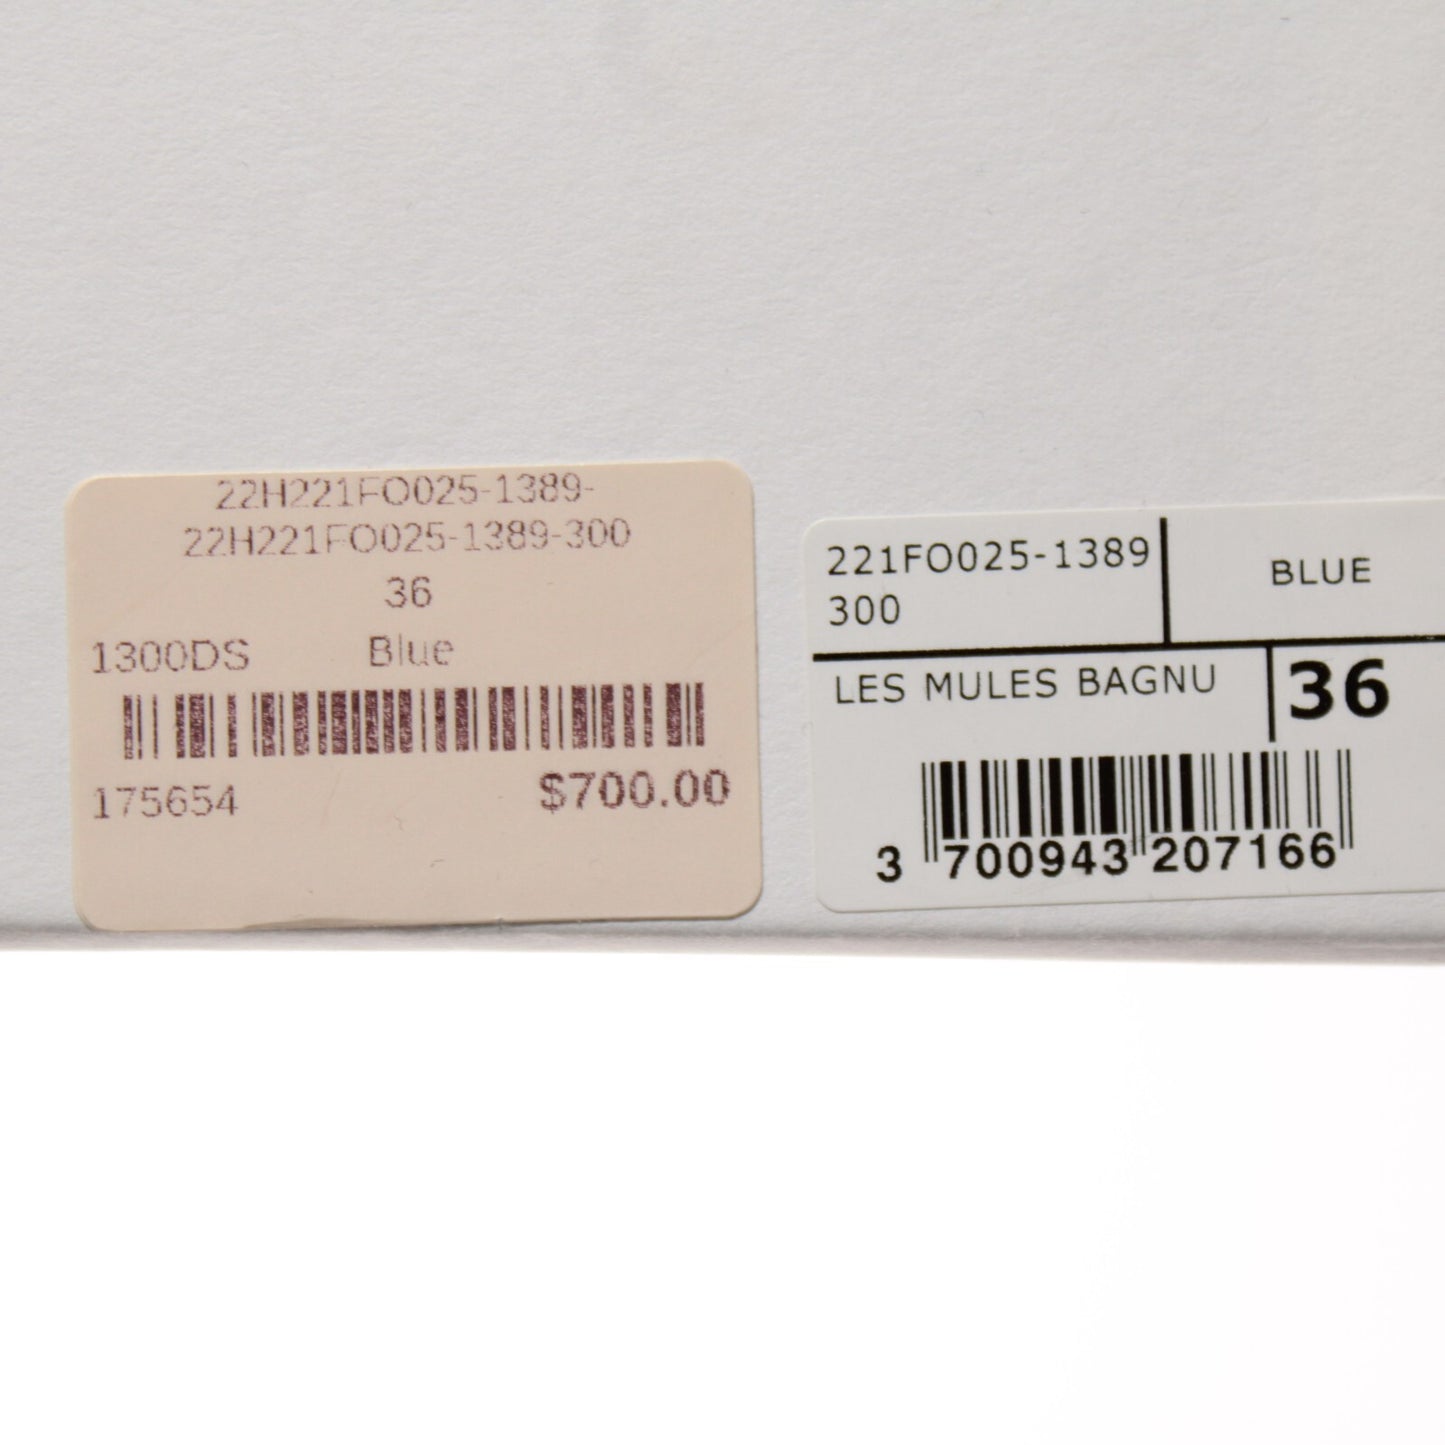 22H221FO025-1389-
22H221FO025-1389-300
36
1300DS Blue
175654 $700.00
221FO025-1389
300
BLUE
LES MULES BAGNU
36
3 700943 207166